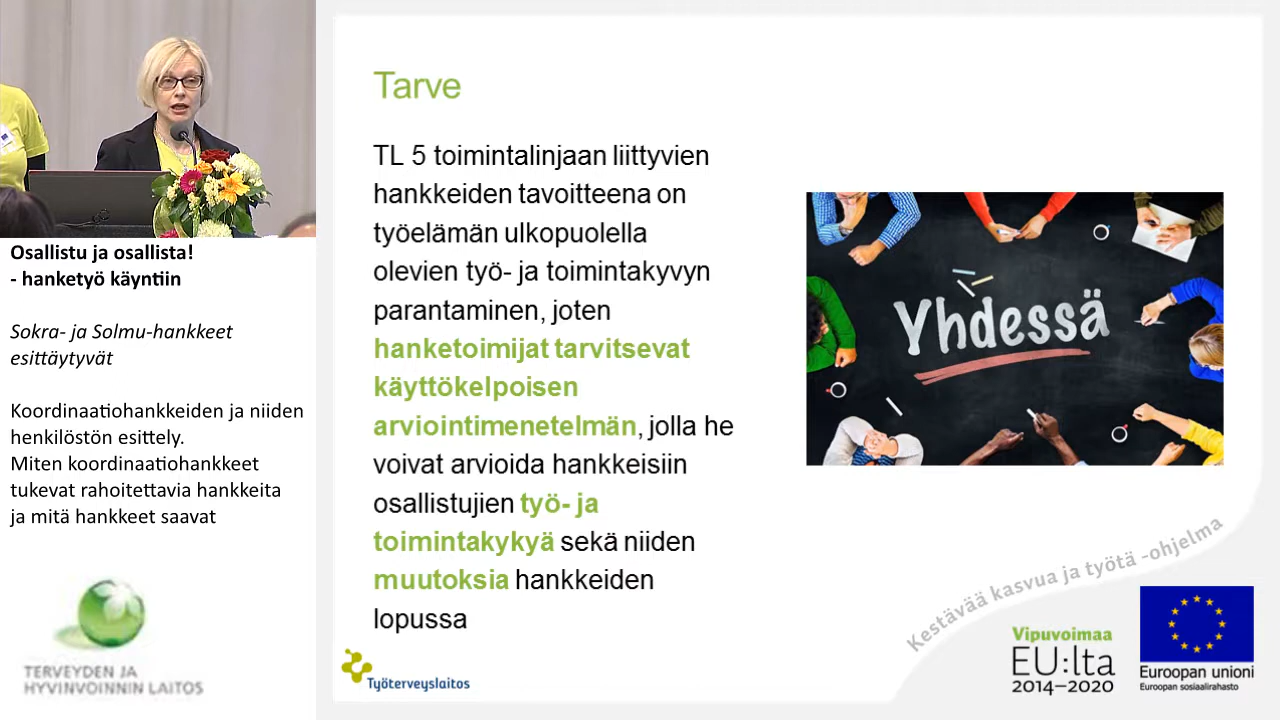 Osallistu ja osallista!
- hanketyö käyntiin
Sokra- ja Solmu-hankkeet
esittäytyvät
Koordinaatiohankkeiden ja niiden
henkilöstön esittely.
Miten koordinaatiohankkeet
tukevat rahoitettavia hankkeita
ja mitä hankkeet saavat
TERVEYDEN JA
HYVINVOINNIN LAITOS
Tarve
TL 5 toimintalinjaan liittyvien
hankkeiden tavoitteena on
työelämän ulkopuolella
olevien työ- ja toimintakyvyn
parantaminen, joten
hanketoimijat tarvitsevat
käyttökelpoisen
arviointimenetelmän, jolla he
voivat arvioida hankkeisiin
osallistujien työ- ja
toimintakykyä sekä niiden
muutoksia hankkeiden
lopussa
Yhdessä
Työterveyslaitos
Kestävää kasvua ja työtä -ohjelma
Vipuvoimaa
EU:lta
2014–2020
Euroopan unioni
Euroopan sosiaalirahasto